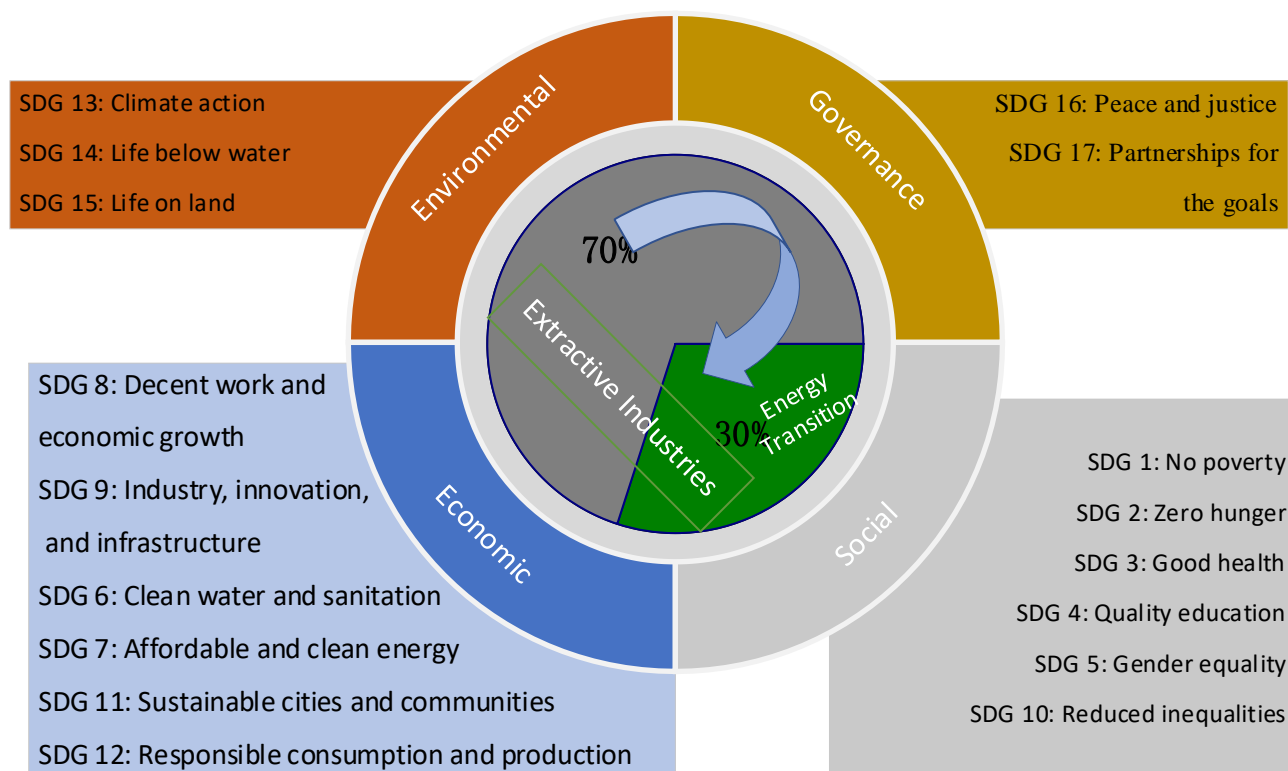 Environmental
Governance
SDG 13: Climate action
SDG 14: Life below water
SDG 15: Life on land
SDG 16: Peace and justice
SDG 17: Partnerships for
the goals
70%
Extractive Industries
30%
Energy
Transition
Economic
Social
SDG 8: Decent work and
economic growth
SDG 9: Industry, innovation,
and infrastructure
SDG 6: Clean water and sanitation
SDG 7: Affordable and clean energy
SDG 11: Sustainable cities and communities
SDG 12: Responsible consumption and production
SDG 1: No poverty
SDG 2: Zero hunger
SDG 3: Good health
SDG 4: Quality education
SDG 5: Gender equality
SDG 10: Reduced inequalities